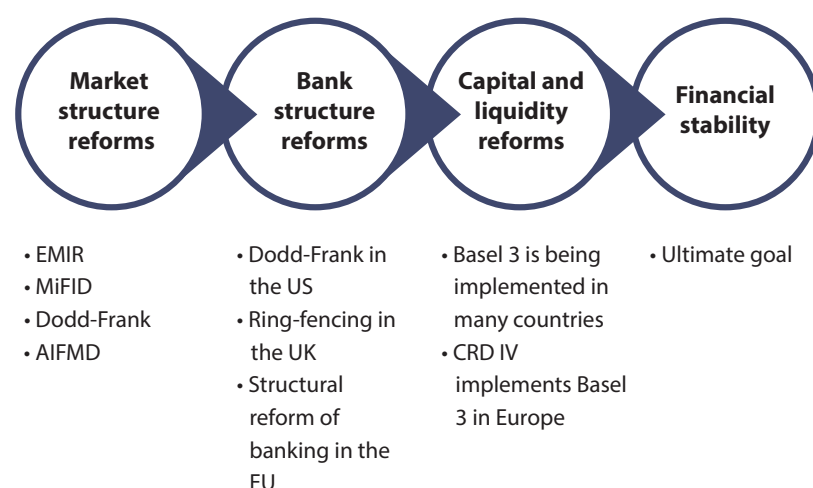 Market
structure
reforms
Bank
structure
reforms
Capital and
liquidity
reforms
Financial
stability
• EMIR
• MiFID
• Dodd-Frank
• AIFMD
• Dodd-Frank in
the US
• Ring-fencing in
the UK
• Structural
reform of
banking in the
EU
• Basel 3 is being
implemented in
many countries
• CRD IV
implements Basel
3 in Europe
• Ultimate goal